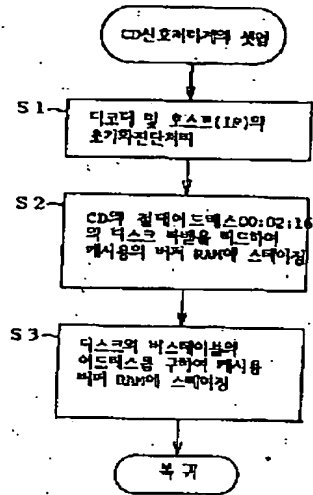 CD신호처리계의 셋업
S1
디코더 및 호스트(IF)의
초기화진단처리
S2
CD의 절대어드레스00:02:16
의 디스크 라벨을 리드하여
캐시용의 버퍼 RAM에 스테이징
S3
디스크의 버스테이블의
어드레스를 구하여 캐시용
버퍼 RAM에 스테이징
복귀